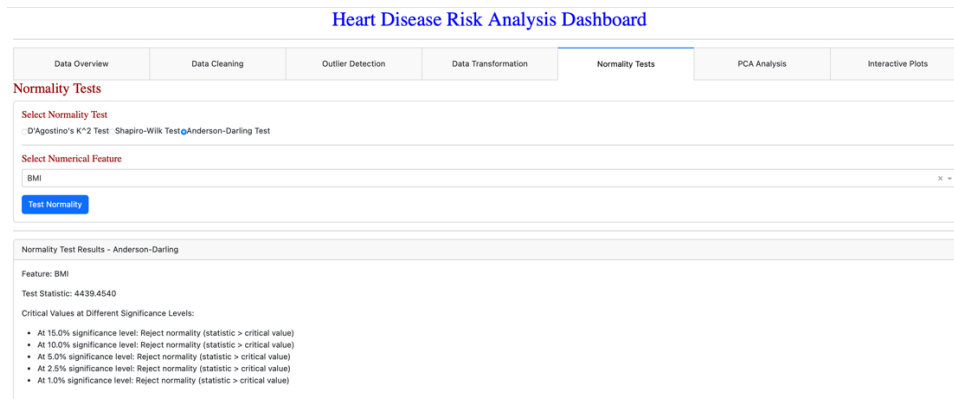 Heart Disease Risk Analysis Dashboard
Data Overview Data Cleaning Outlier Detection Data Transformation Normality Tests PCA Analysis Interactive Plots
Normality Tests
Select Normality Test
D'Agostino's K^2 Test Shapiro-Wilk Test Anderson-Darling Test
Select Numerical Feature
BMI
Test Normality
Normality Test Results - Anderson-Darling
Feature: BMI
Test Statistic: 4439.4540
Critical Values at Different Significance Levels:
• At 15.0% significance level: Reject normality (statistic > critical value)
• At 10.0% significance level: Reject normality (statistic > critical value)
• At 5.0% significance level: Reject normality (statistic > critical value)
• At 2.5% significance level: Reject normality (statistic > critical value)
• At 1.0% significance level: Reject normality (statistic > critical value)